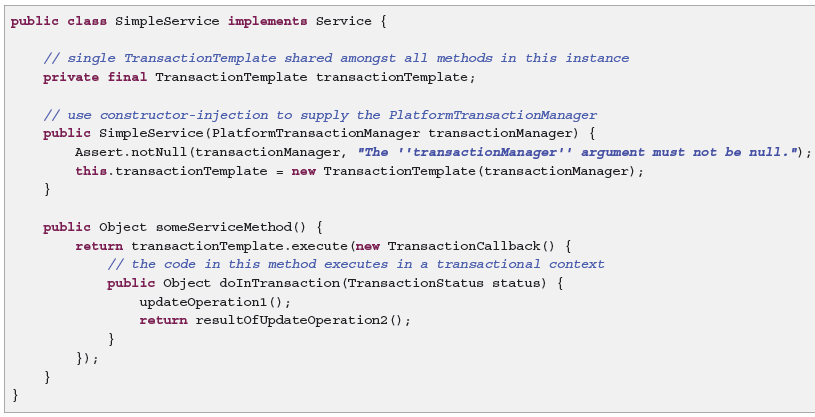 public class SimpleService implements Service {
// single TransactionTemplate shared amongst all methods in this instance
private final TransactionTemplate transactionTemplate;
// use constructor-injection to supply the PlatformTransactionManager
public SimpleService(PlatformTransactionManager transactionManager) {
Assert.notNull(transactionManager, "The ''transactionManager'' argument must not be null.");
this.transactionTemplate = new TransactionTemplate(transactionManager);
}
public Object someServiceMethod() {
return transactionTemplate.execute(new TransactionCallback() {
// the code in this method executes in a transactional context
public Object doInTransaction(TransactionStatus status) {
updateOperation1();
return resultOfUpdateOperation2();
}
});
}
}